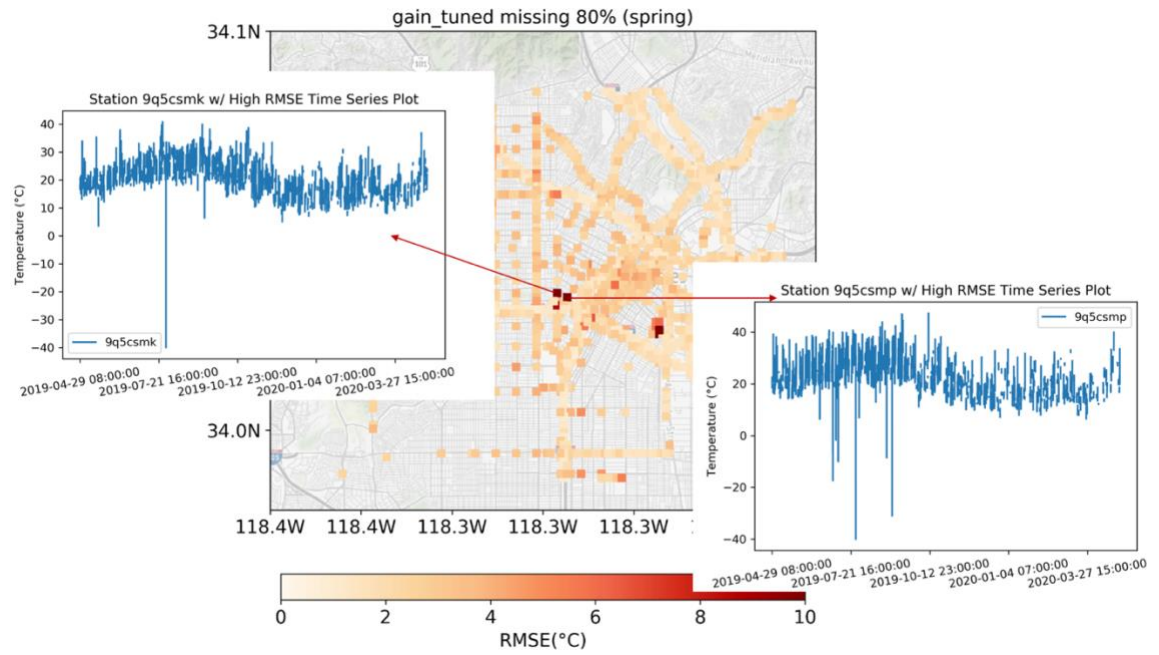 gain_tuned missing 80% (spring)
34.1N
34.0N
118.4W 118.4W 118.3W 118.3W 118.3W
Station 9q5csmk w/ High RMSE Time Series Plot
Temperature (°C)
40
30
20
10
0
−10
−20
−30
−40
9q5csmk
2019-04-29 08:00:00
2019-07-21 16:00:00
2019-10-12 23:00:00
2020-01-04 07:00:00
2020-03-27 15:00:00
Station 9q5csmp w/ High RMSE Time Series Plot
9q5csmp
Temperature (°C)
40
20
0
−20
−40
2019-04-29 08:00:00
2019-07-21 16:00:00
2019-10-12 23:00:00
2020-01-04 07:00:00
2020-03-27 15:00:00
0 2 4 6 8 10
RMSE(°C)